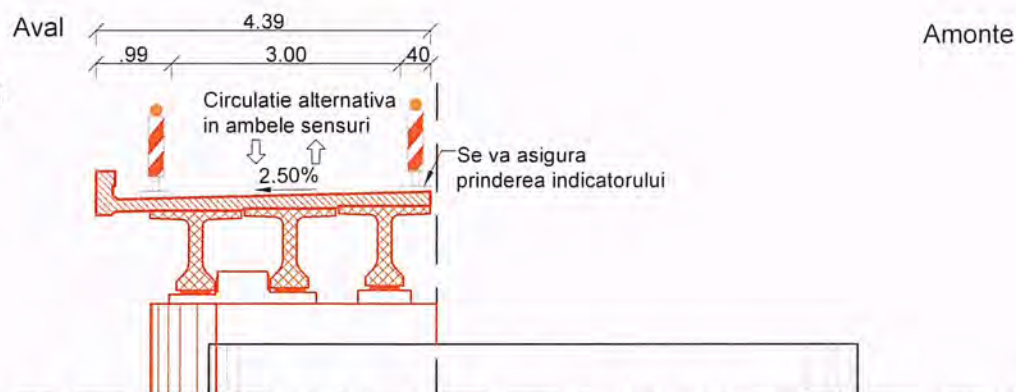 Aval
4.39
Amonte
.99
3.00
.40
Circulatie alternativa
in ambele sensuri
2.50%
Se va asigura
prinderea indicatorului